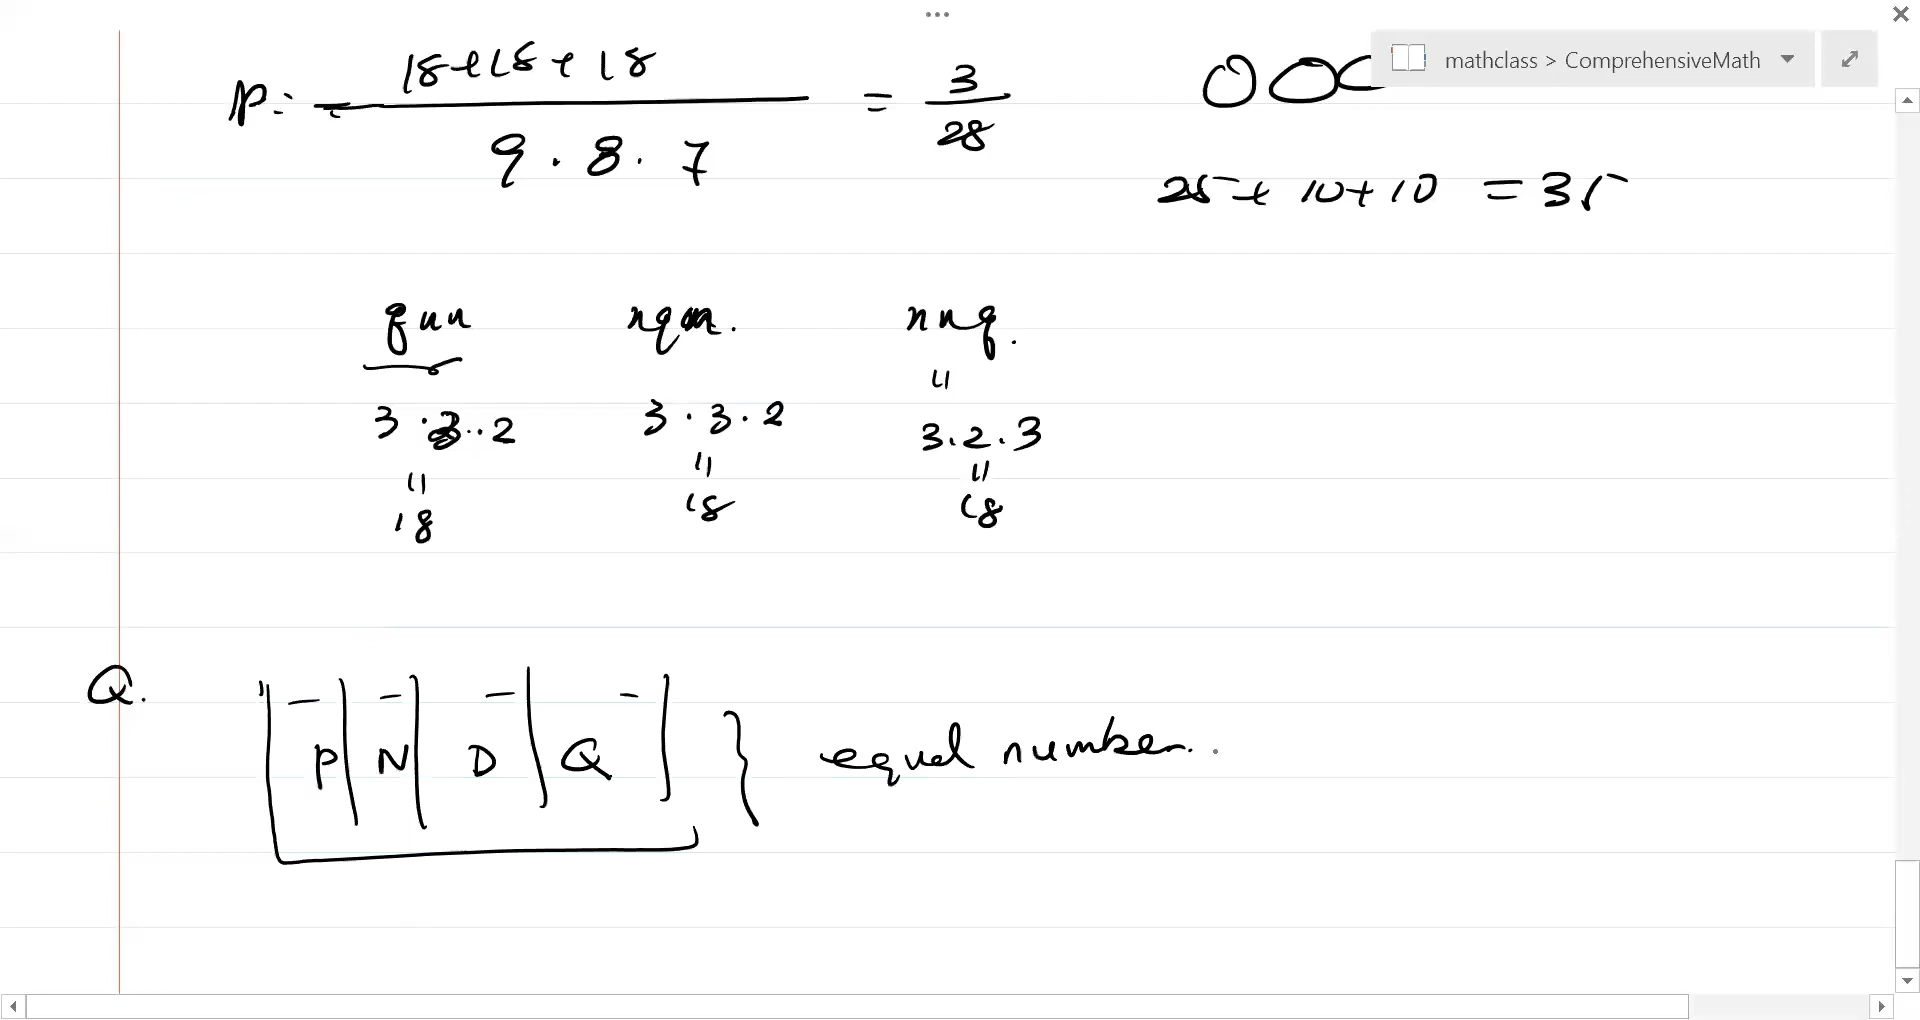 mathclass > ComprehensiveMath
p = 18+18+18 / 9 . 8 . 7 = 3/28
25 + 10 + 10 = 35
qnn nqn. nnq.
3 . 3 . 2 3 . 3 . 2 3 . 2 . 3
18 18 18
Q. P N D Q } equal number.